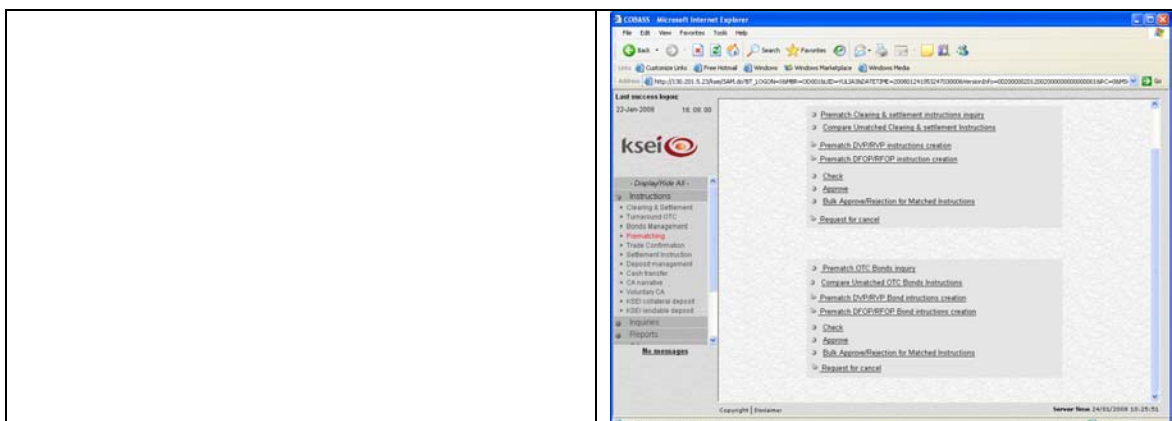 COBASS - Microsoft Internet Explorer
File Edit View Favorites Tools Help
Back Search Favorites
Links Customize Links Free Hotmail Windows Windows Marketplace Windows Media
Address
Go
Last success logon:
22-Jan-2008 16:00:00
ksei
- Display/Hide All -
Instructions
Clearing & Settlement
Turnaround OTC
Bonds Management
Prematching
Trade Confirmation
Settlement Instruction
Deposit management
Cash transfer
CA narrative
Voluntary CA
KSEI collateral deposit
KSEI lendable deposit
Inquiries
Reports
No messages
Prematch Clearing & settlement instructions inquiry
Compare Unmatched Clearing & settlement Instructions
Prematch DVP/RVP instructions creation
Prematch DFOP/RFOP instruction creation
Check
Approve
Bulk Approve/Rejection for Matched Instructions
Request for cancel
Prematch OTC Bonds inquiry
Compare Umatched OTC Bonds Instructions
Prematch DVP/RVP Bond intructions creation
Prematch DFOP/RFOP Bond intructions creation
Check
Approve
Bulk Approve/Rejection for Matched Instructions
Request for cancel
Copyright | Disclaimer
Server time 24/01/2008 10:25:51